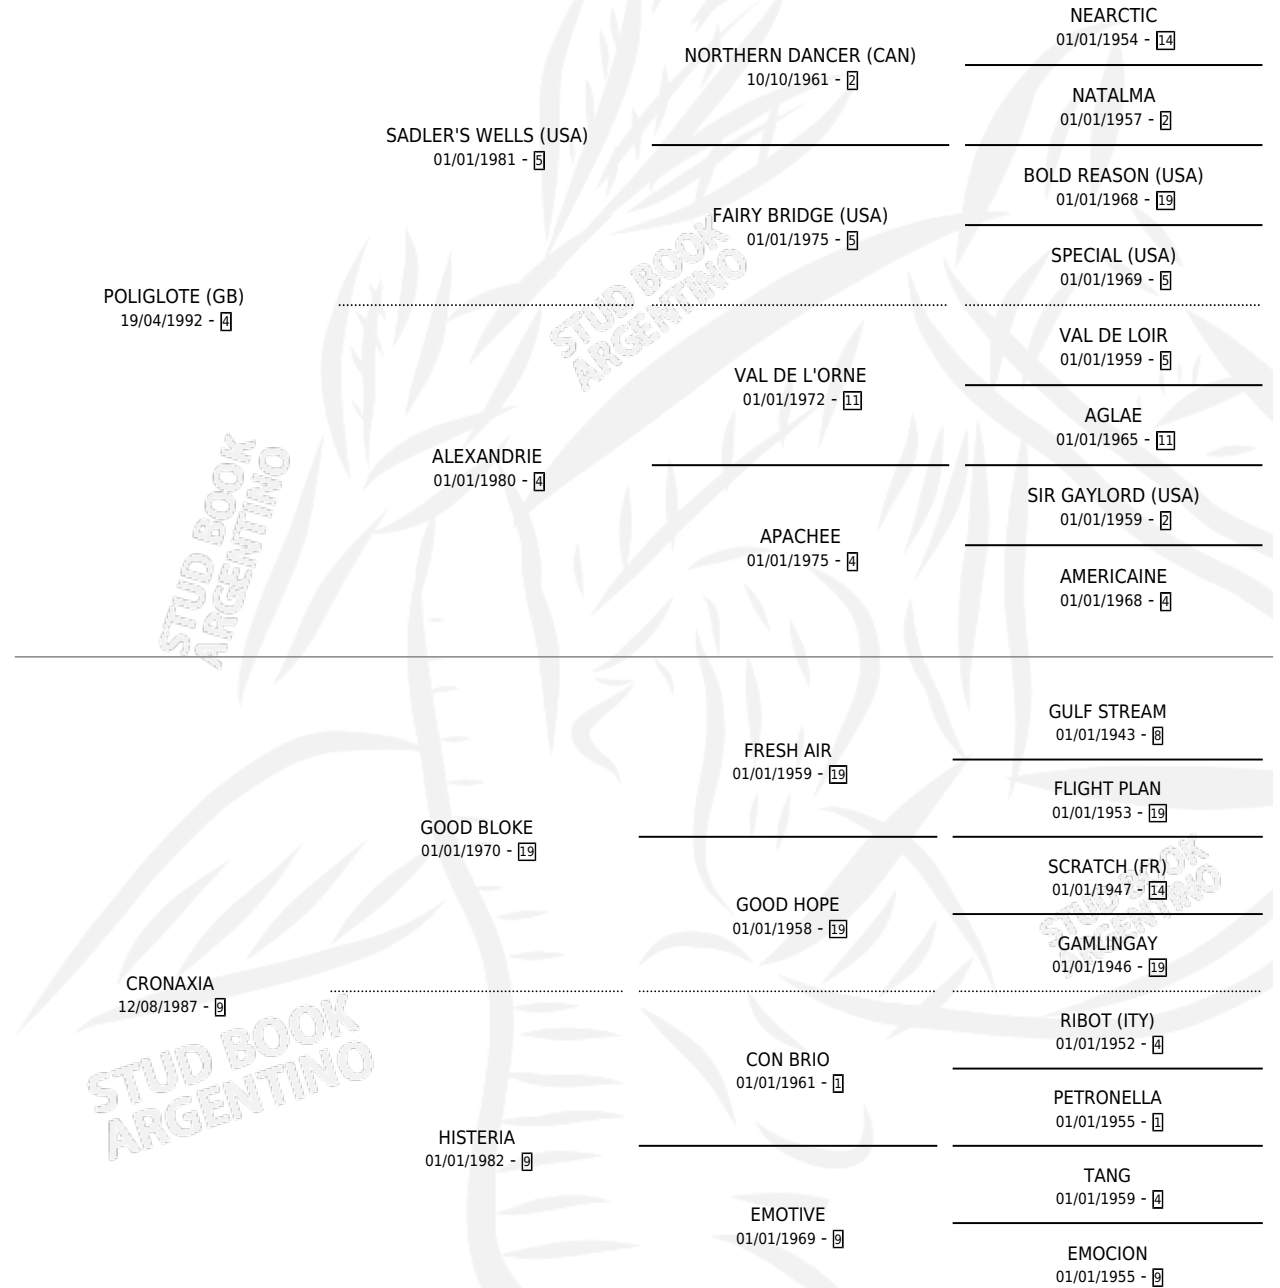 NEARCTIC
01/01/1954 - 14
NORTHERN DANCER (CAN)
10/10/1961 - 2
NATALMA
01/01/1957 - 2
SADLER'S WELLS (USA)
01/01/1981 - 5
BOLD REASON (USA)
01/01/1968 - 19
FAIRY BRIDGE (USA)
01/01/1975 - 5
SPECIAL (USA)
01/01/1969 - 5
POLIGLOTE (GB)
19/04/1992 - 4
STUD BOOK
ARGENTINO
VAL DE LOIR
01/01/1959 - 5
VAL DE L'ORNE
01/01/1972 - 11
AGLAE
01/01/1965 - 11
ALEXANDRIE
01/01/1980 - 4
SIR GAYLORD (USA)
01/01/1959 - 2
APACHEE
01/01/1975 - 4
AMERICAINE
01/01/1968 - 4
STUD BOOK
ARGENTINO
GULF STREAM
01/01/1943 - 8
FRESH AIR
01/01/1959 - 19
FLIGHT PLAN
01/01/1953 - 19
GOOD BLOKE
01/01/1970 - 19
SCRATCH (FR)
01/01/1947 - 14
GOOD HOPE
01/01/1958 - 19
GAMLINGAY
01/01/1946 - 19
STUD BOOK
ARGENTINO
CRONAXIA
12/08/1987 - 9
RIBOT (ITY)
01/01/1952 - 4
CON BRIO
01/01/1961 - 1
PETRONELLA
01/01/1955 - 1
STUD BOOK
ARGENTINO
HISTERIA
01/01/1982 - 9
TANG
01/01/1959 - 4
EMOTIVE
01/01/1969 - 9
EMOCION
01/01/1955 - 9